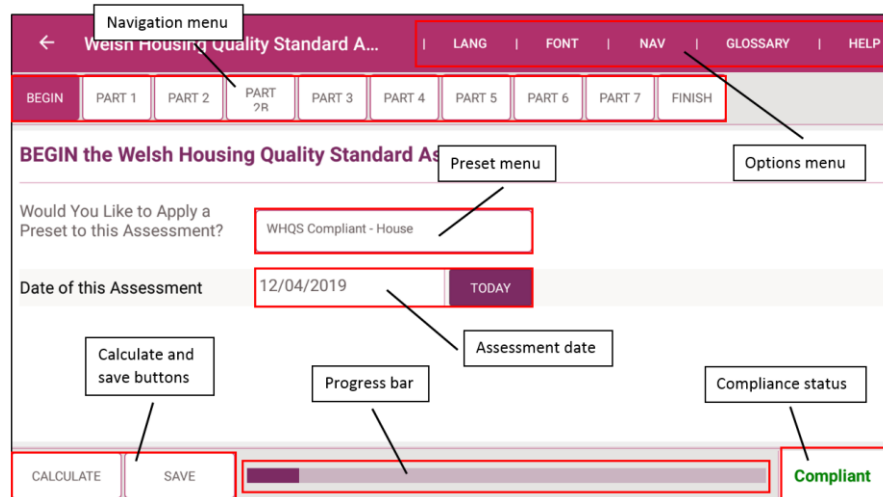 Navigation menu
← Welsh Housing Quality Standard A... | LANG | FONT | NAV | GLOSSARY | HELP
BEGIN PART 1 PART 2 PART 2B PART 3 PART 4 PART 5 PART 6 PART 7 FINISH
BEGIN the Welsh Housing Quality Standard As
Preset menu
Options menu
Would You Like to Apply a
Preset to this Assessment?
WHQS Compliant - House
Date of this Assessment 12/04/2019 TODAY
Assessment date
Calculate and
save buttons
Progress bar
Compliance status
CALCULATE SAVE Compliant